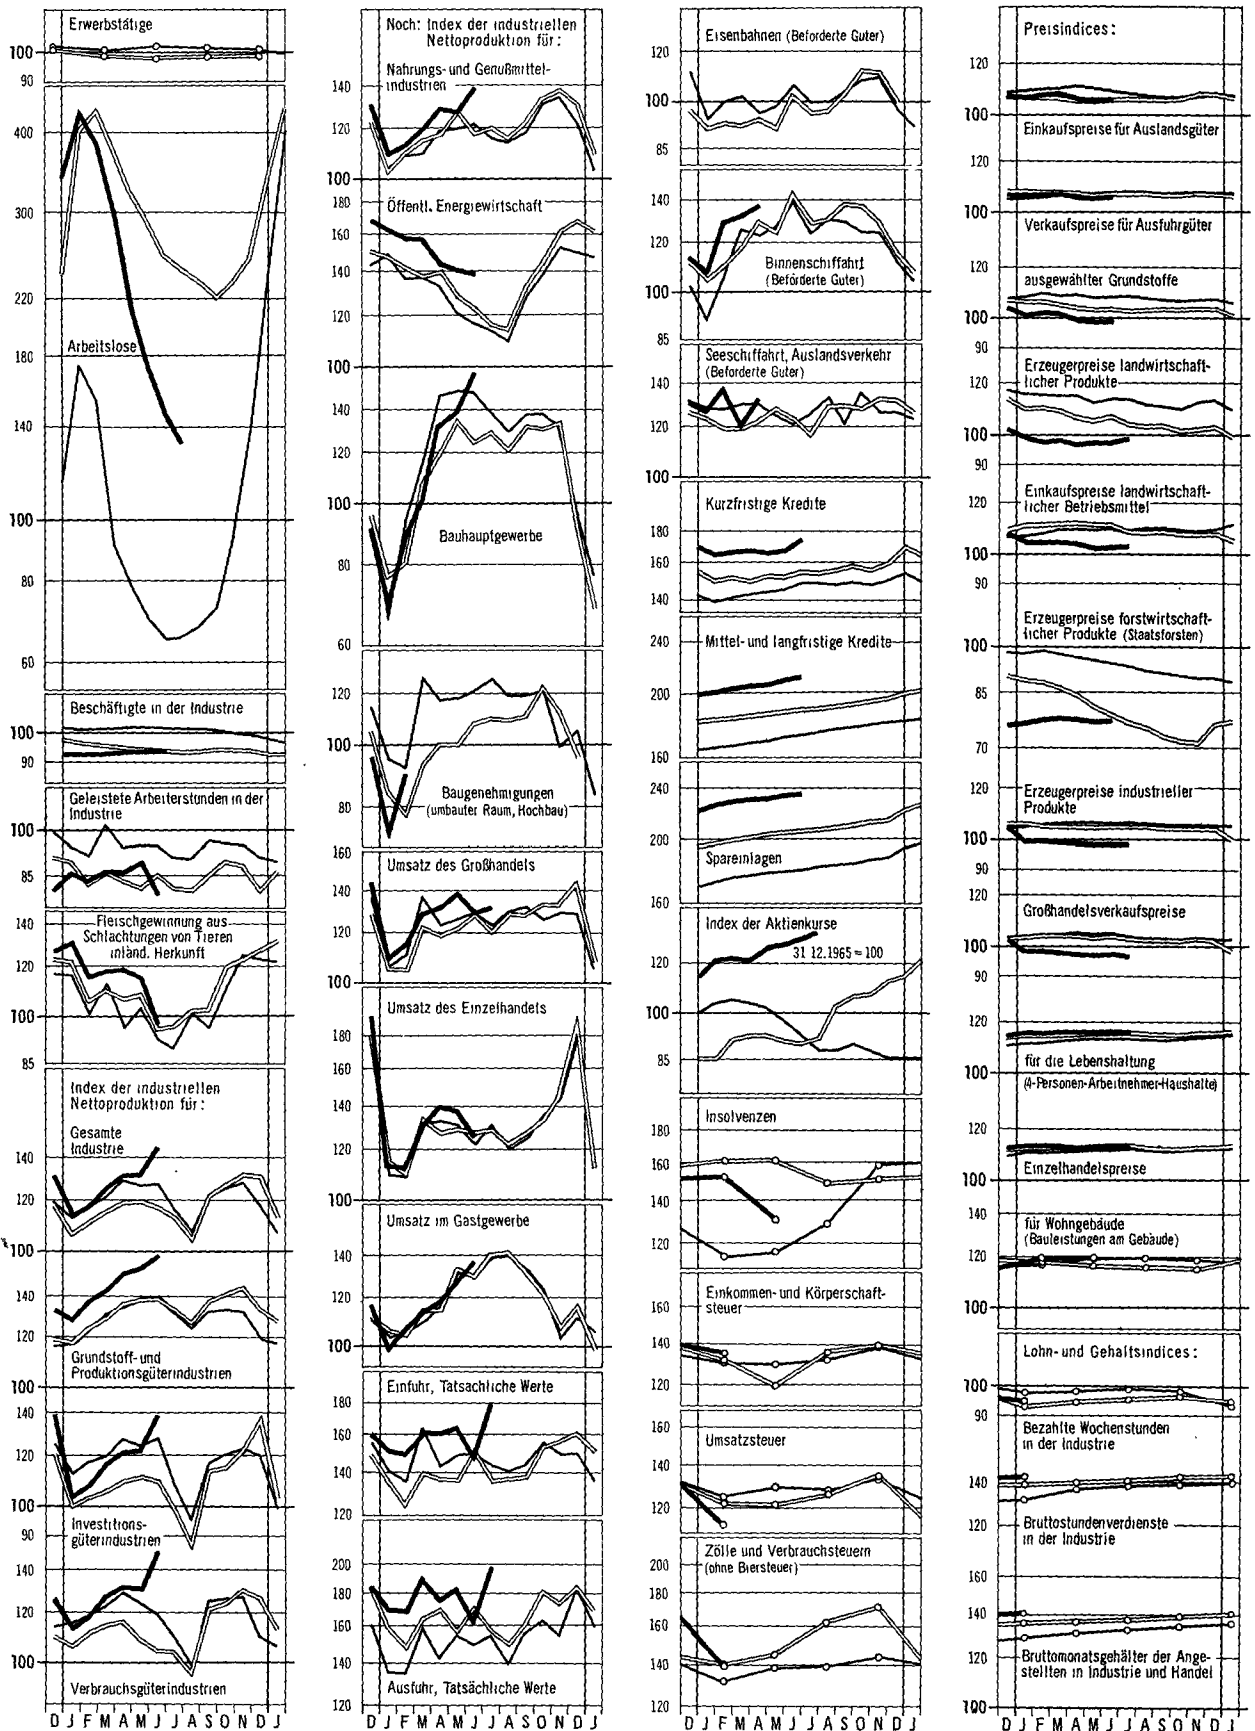 Erwerbstätige
100
90
400
300
220
180
Arbeitslose
140
100
80
60
Beschäftigte in der Industrie
100
90
Geleistete Arbeiterstunden in der
Industrie
100
85
140
Fleischgewinnung aus
Schlachtungen von Tieren
inländ. Herkunft
120
100
85
Index der industriellen
Nettoproduktion für:
Gesamte
Industrie
140
120
100
140
120
Grundstoff- und
Produktionsgüterindustrien
100
140
120
100
90
Investitions-
güterindustrien
140
120
100
Verbrauchsgüterindustrien
D J F M A M J J A S O N D J
Noch: Index der industriellen
Nettoproduktion für:
Nahrungs- und Genußmittel-
industrien
140
120
100
180
Öffentl. Energiewirtschaft
160
140
120
100
140
120
100
Bauhauptgewerbe
80
60
120
100
Baugenehmigungen
(umbauter Raum, Hochbau)
80
160
Umsatz des Großhandels
140
120
100
Umsatz des Einzelhandels
180
160
140
120
100
Umsatz im Gastgewerbe
140
120
100
Einfuhr, Tatsächliche Werte
180
160
140
120
200
180
160
140
120
Ausfuhr, Tatsächliche Werte
D J F M A M J J A S O N D J
Eisenbahnen (Beförderte Güter)
120
100
85
140
120
Binnenschiffahrt
(Beförderte Güter)
100
85
Seeschiffahrt, Auslandsverkehr
(Beförderte Güter)
140
120
100
Kurzfristige Kredite
180
160
140
240
Mittel- und langfristige Kredite
200
160
240
200
Spareinlagen
160
Index der Aktienkurse
31 12.1965 = 100
120
100
85
Insolvenzen
180
160
140
120
Einkommen- und Körperschaft-
steuer
160
140
120
160
Umsatzsteuer
140
120
Zölle und Verbrauchsteuern
(ohne Biersteuer)
200
180
160
140
120
D J F M A M J J A S O N D J
Preisindices:
120
100
Einkaufspreise für Auslandsgüter
120
100
Verkaufspreise für Ausfuhrgüter
120
ausgewählter Grundstoffe
100
90
Erzeugerpreise landwirtschaft-
licher Produkte
120
100
90
Einkaufspreise landwirtschaft-
licher Betriebsmittel
120
100
90
Erzeugerpreise forstwirtschaft-
licher Produkte (Staatsforsten)
100
85
70
Erzeugerpreise industrieller
Produkte
120
100
90
120
Großhandelsverkaufspreise
100
90
120
für die Lebenshaltung
100
(4-Personen-Arbeitnehmer-Haushalte)
120
Einzelhandelspreise
100
140
für Wohngebäude
(Bauleistungen am Gebäude)
120
100
Lohn- und Gehaltsindices:
100
90
Bezahlte Wochenstunden
in der Industrie
140
120
Bruttostundenverdienste
in der Industrie
160
140
120
Bruttomonatsgehälter der Ange-
stellten in Industrie und Handel
100
D J F M A M J J A S O N D J